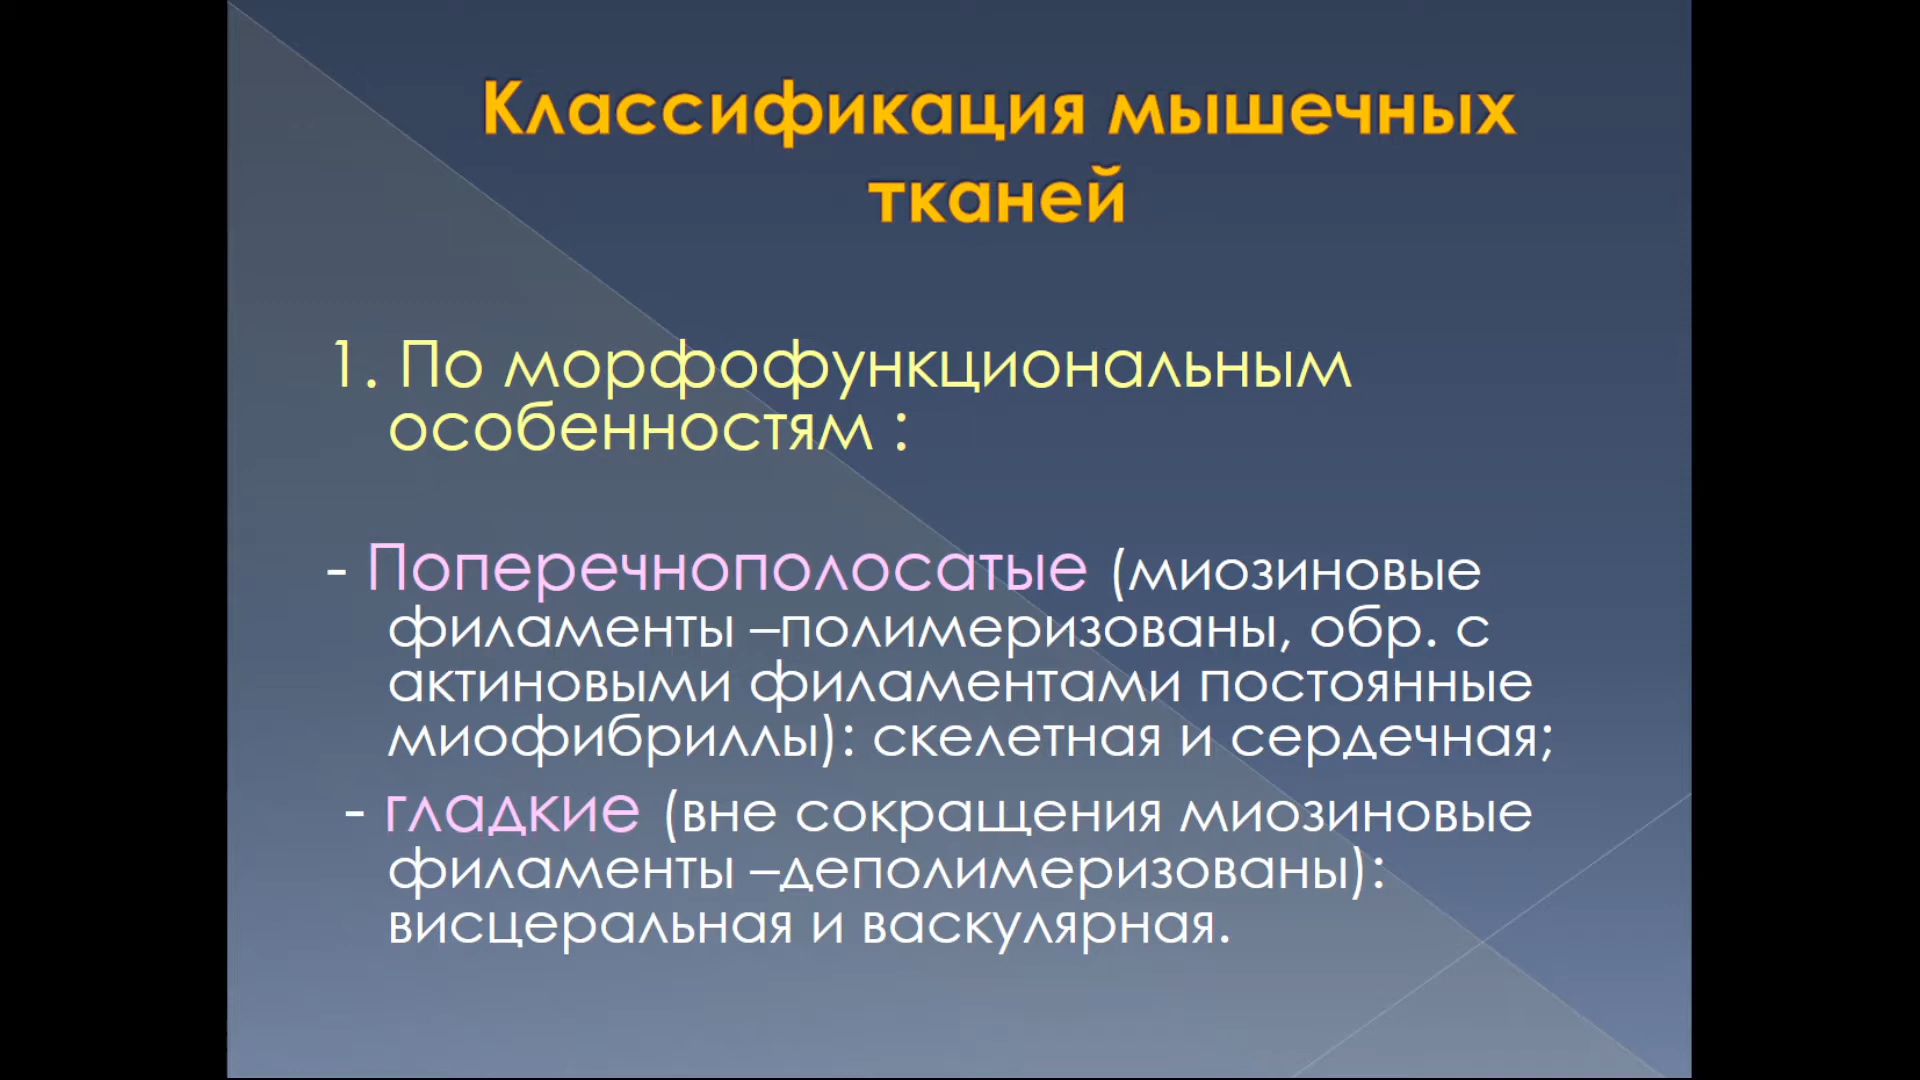 Классификация мышечных
тканей
1. По морфофункциональным
особенностям :
- Поперечнополосатые (миозиновые
филаменты –полимеризованы, обр. с
актиновыми филаментами постоянные
миофибриллы): скелетная и сердечная;
- гладкие (вне сокращения миозиновые
филаменты –деполимеризованы):
висцеральная и васкулярная.